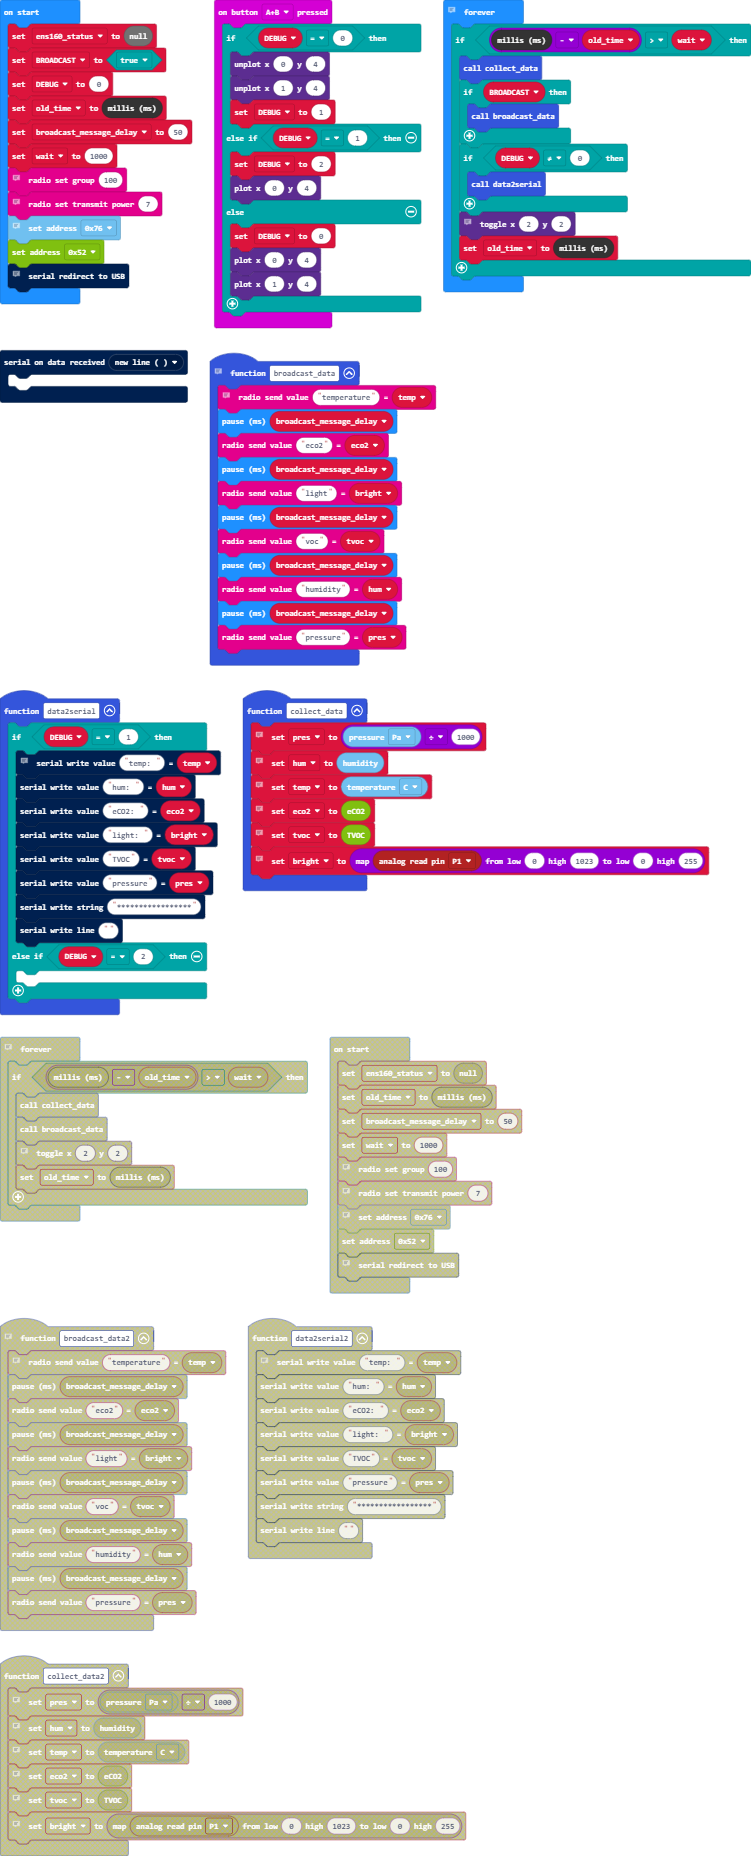 on start
set ens160_status to null
set BROADCAST to true
set DEBUG to 0
set old_time to millis (ms)
set broadcast_message_delay to 50
set wait to 1000
radio set group 100
radio set transmit power 7
set address 0x76
set address 0x52
serial redirect to USB
on button A+B pressed
if DEBUG = 0 then
unplot x 0 y 4
unplot x 1 y 4
set DEBUG to 1
else if DEBUG = 1 then
set DEBUG to 2
plot x 0 y 4
else
set DEBUG to 0
plot x 0 y 4
plot x 1 y 4
forever
if millis (ms) - old_time > wait then
call collect_data
if BROADCAST then
call broadcast_data
if DEBUG ≠ 0 then
call data2serial
toggle x 2 y 2
set old_time to millis (ms)
serial on data received new line ( )
function broadcast_data
radio send value "temperature" = temp
pause (ms) broadcast_message_delay
radio send value "eco2" = eco2
pause (ms) broadcast_message_delay
radio send value "light" = bright
pause (ms) broadcast_message_delay
radio send value "voc" = tvoc
pause (ms) broadcast_message_delay
radio send value "humidity" = hum
pause (ms) broadcast_message_delay
radio send value "pressure" = pres
function data2serial
if DEBUG = 1 then
serial write value "temp: " = temp
serial write value "hum: " = hum
serial write value "eCO2: " = eco2
serial write value "light: " = bright
serial write value "TVOC" = tvoc
serial write value "pressure" = pres
serial write string "*****************"
serial write line ""
else if DEBUG = 2 then
function collect_data
set pres to pressure Pa ÷ 1000
set hum to humidity
set temp to temperature C
set eco2 to eCO2
set tvoc to TVOC
set bright to map analog read pin P1 from low 0 high 1023 to low 0 high 255
forever
if millis (ms) - old_time > wait then
call collect_data
call broadcast_data
toggle x 2 y 2
set old_time to millis (ms)
on start
set ens160_status to null
set old_time to millis (ms)
set broadcast_message_delay to 50
set wait to 1000
radio set group 100
radio set transmit power 7
set address 0x76
set address 0x52
serial redirect to USB
function broadcast_data2
radio send value "temperature" = temp
pause (ms) broadcast_message_delay
radio send value "eco2" = eco2
pause (ms) broadcast_message_delay
radio send value "light" = bright
pause (ms) broadcast_message_delay
radio send value "voc" = tvoc
pause (ms) broadcast_message_delay
radio send value "humidity" = hum
pause (ms) broadcast_message_delay
radio send value "pressure" = pres
function data2serial2
serial write value "temp: " = temp
serial write value "hum: " = hum
serial write value "eCO2: " = eco2
serial write value "light: " = bright
serial write value "TVOC" = tvoc
serial write value "pressure" = pres
serial write string "*****************"
serial write line ""
function collect_data2
set pres to pressure Pa ÷ 1000
set hum to humidity
set temp to temperature C
set eco2 to eCO2
set tvoc to TVOC
set bright to map analog read pin P1 from low 0 high 1023 to low 0 high 255